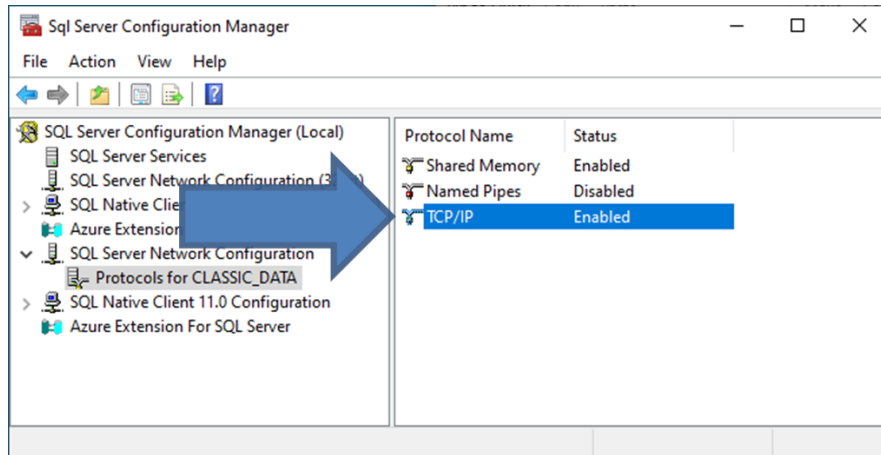 Sql Server Configuration Manager
File Action View Help
SQL Server Configuration Manager (Local)
SQL Server Services
SQL Server Network Configuration
SQL Native
Azure Extension
SQL Server Network Configuration
Protocols for CLASSIC_DATA
SQL Native Client 11.0 Configuration
Azure Extension For SQL Server
Protocol Name Status
Shared Memory Enabled
Named Pipes Disabled
TCP/IP Enabled